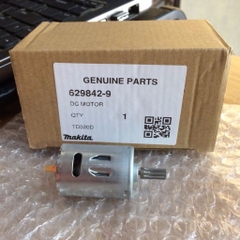 GENUINE PARTS
629842-9
DC MOTOR
QTY 1
TD090D
makita